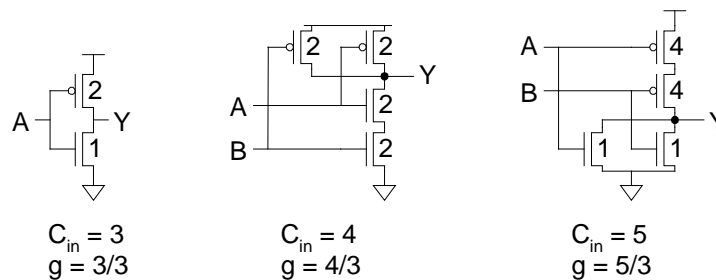 2 2 4
A
Y
2
A Y
2
B
4
1
B
2
1 1
Y
C_in = 3 C_in = 4 C_in = 5
g = 3/3 g = 4/3 g = 5/3